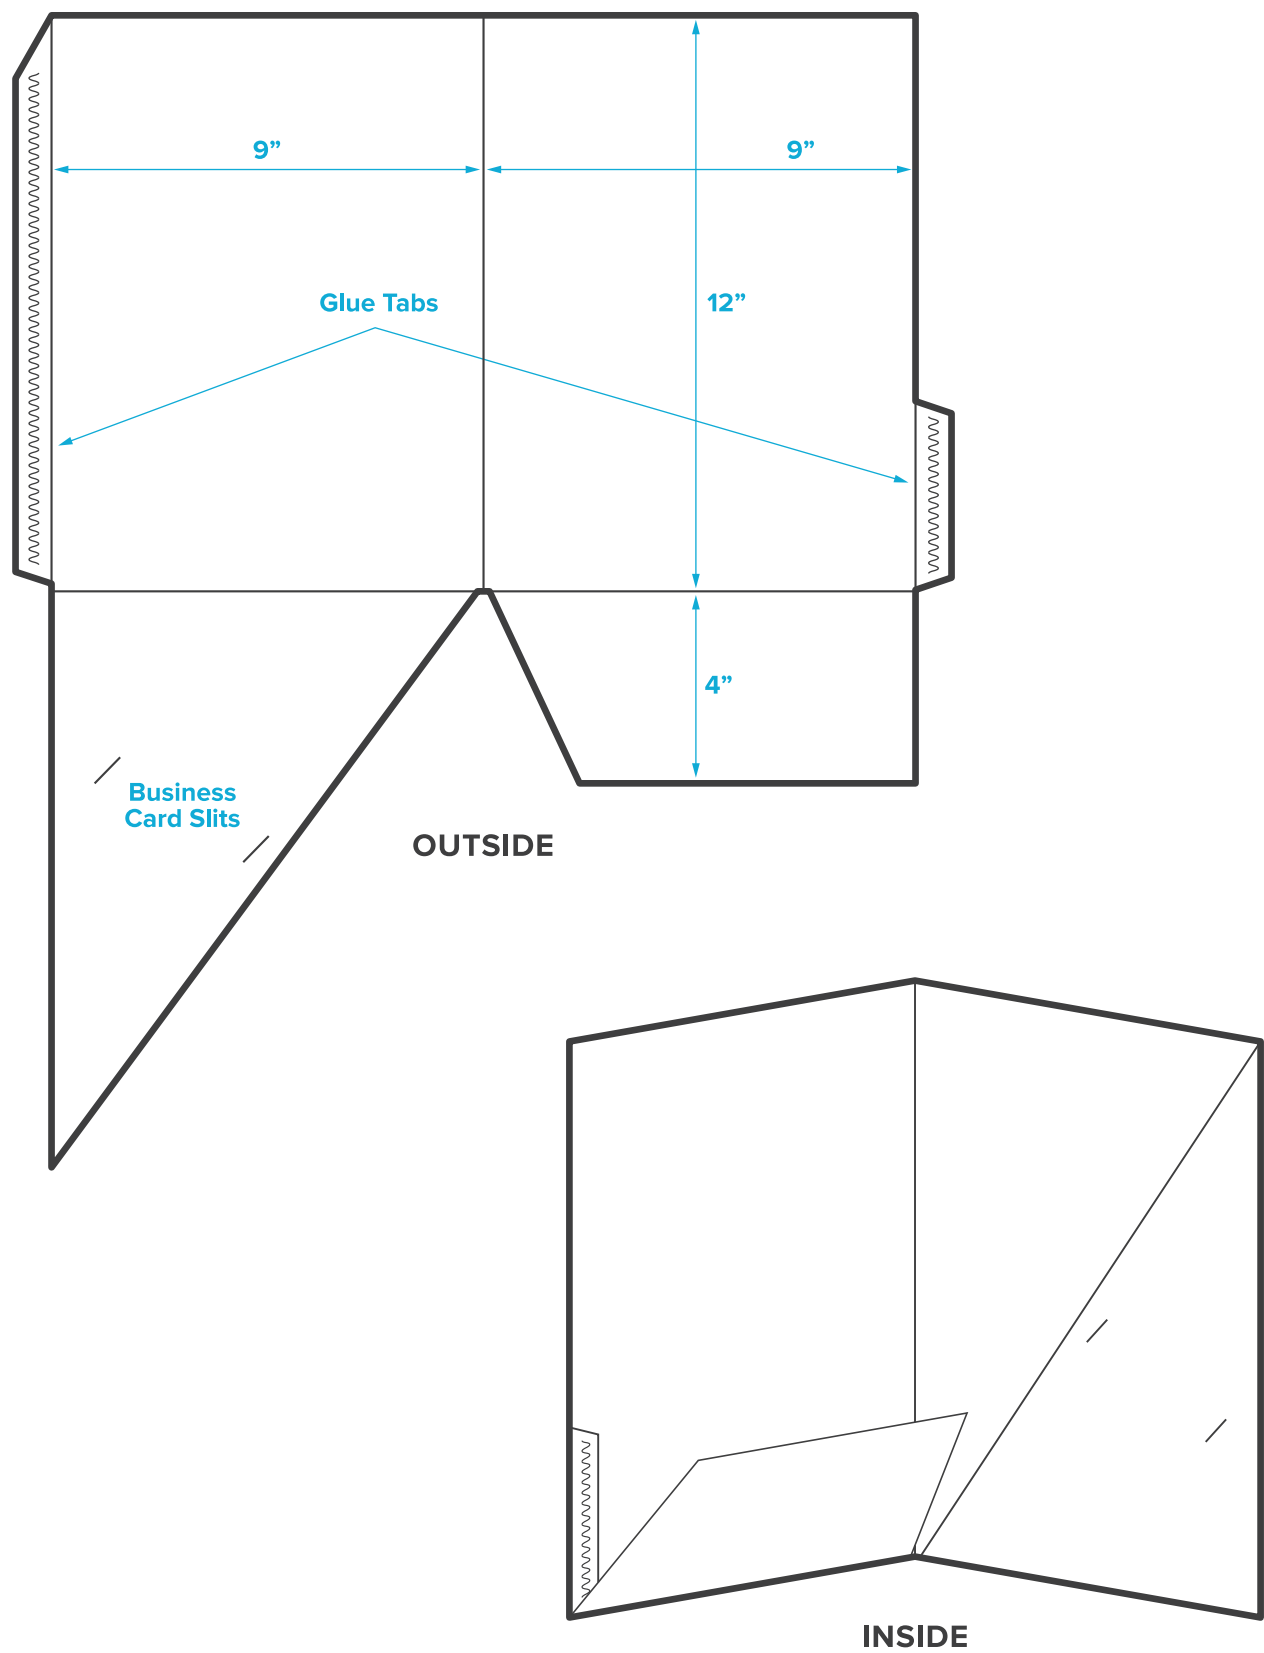 9”
9”
Glue Tabs
12”
4”
Business
Card Slits
OUTSIDE
INSIDE